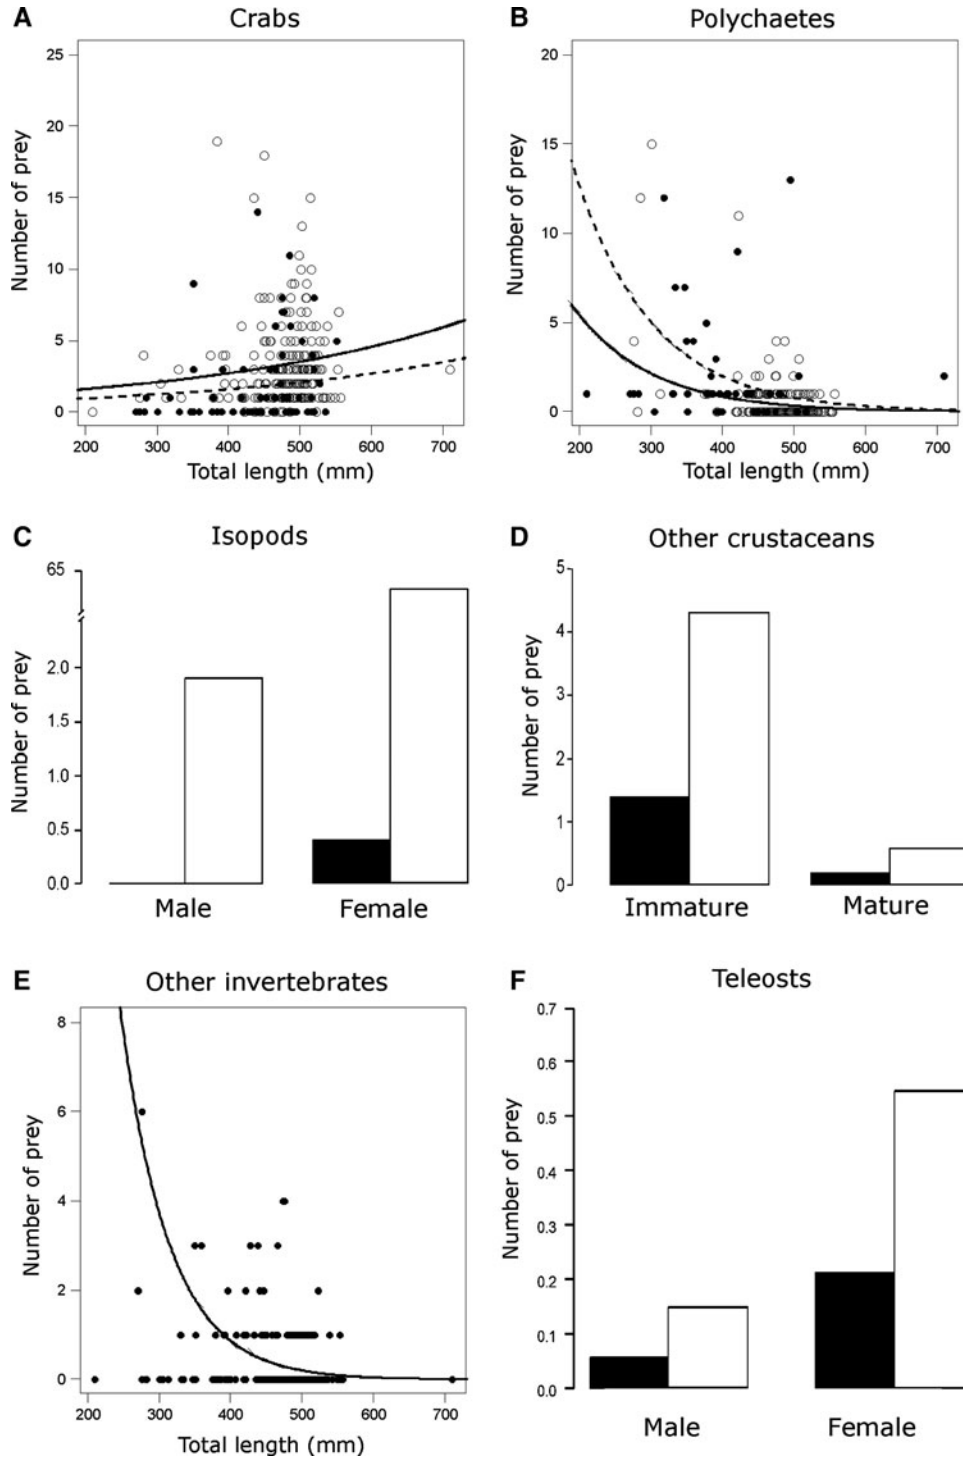 A Crabs
Number of prey
25
20
15
10
5
0
200 300 400 500 600 700
Total length (mm)
B Polychaetes
Number of prey
20
15
10
5
0
200 300 400 500 600 700
Total length (mm)
C Isopods
Number of prey
65
2.0
1.5
1.0
0.5
0.0
Male Female
D Other crustaceans
Number of prey
5
4
3
2
1
0
Immature Mature
E Other invertebrates
Number of prey
8
6
4
2
0
200 300 400 500 600 700
Total length (mm)
F Teleosts
Number of prey
0.7
0.6
0.5
0.4
0.3
0.2
0.1
0.0
Male Female